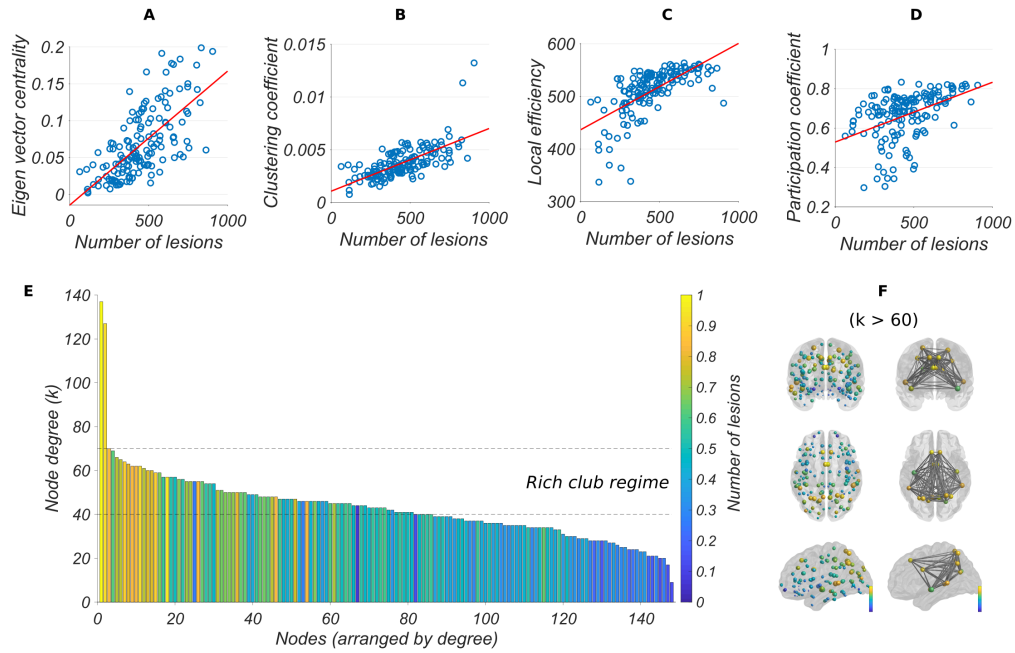 A
Eigen vector centrality
0.2
0.15
0.1
0.05
0
0 500 1000
Number of lesions
B
Clustering coefficient
0.015
0.01
0.005
0
0 500 1000
Number of lesions
C
Local efficiency
600
500
400
300
0 500 1000
Number of lesions
D
Participation coefficient
1
0.8
0.6
0.4
0.2
0 500 1000
Number of lesions
E
Node degree (k)
140
120
100
80
60
40
20
0
0 20 40 60 80 100 120 140
Nodes (arranged by degree)
Rich club regime
1
0.9
0.8
0.7
0.6
0.5
0.4
0.3
0.2
0.1
0
Number of lesions
F
(k > 60)